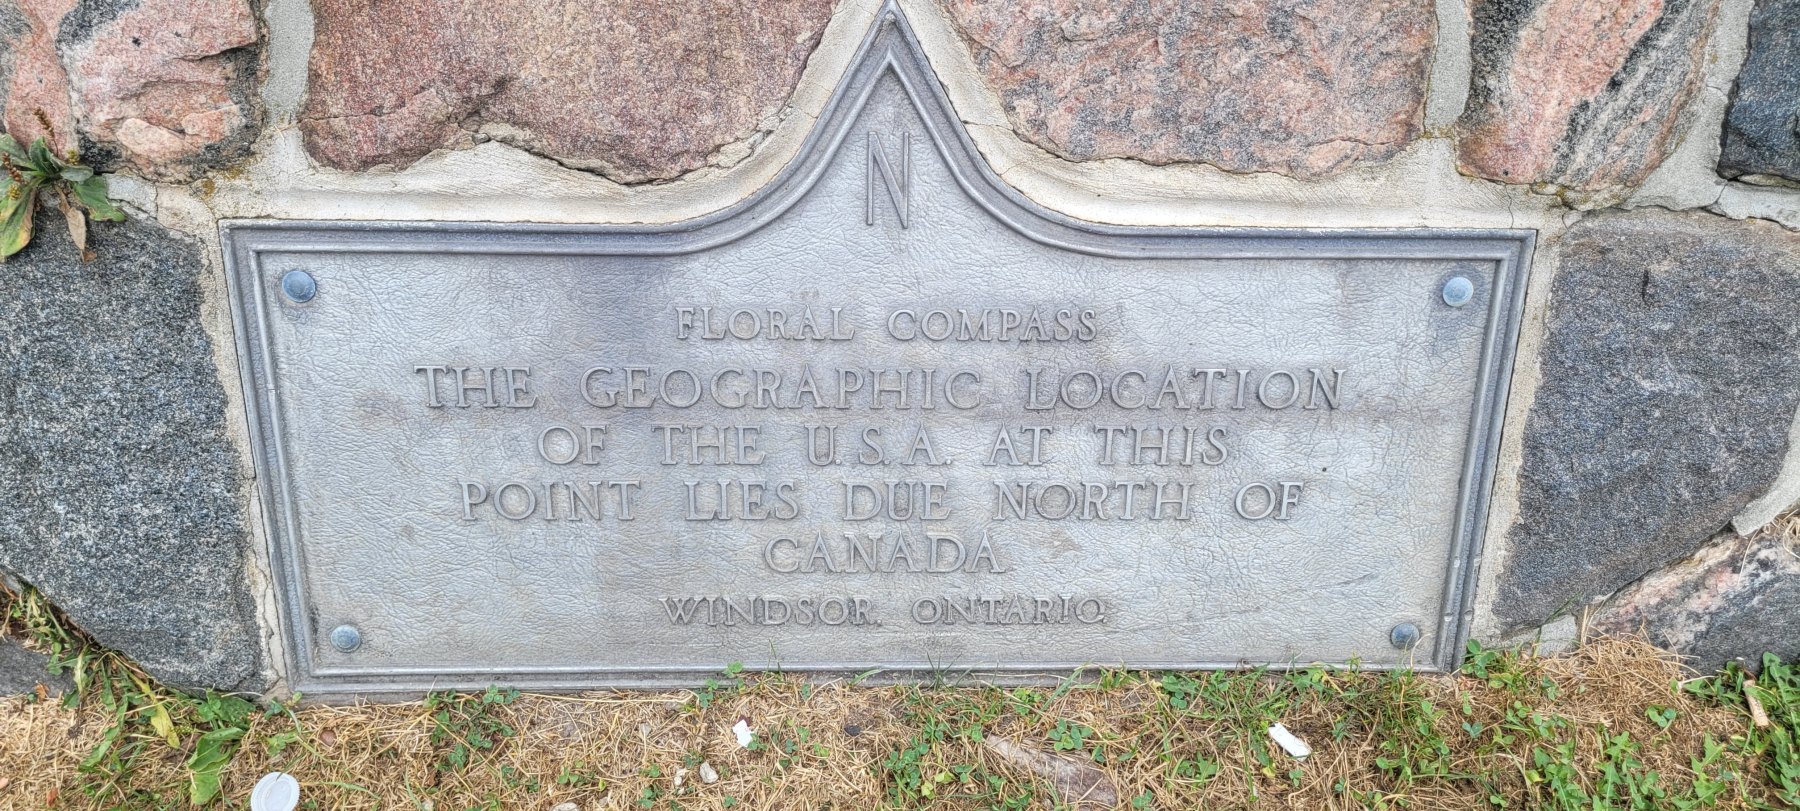 N
FLORAL COMPASS
THE GEOGRAPHIC LOCATION
OF THE U.S.A. AT THIS
POINT LIES DUE NORTH OF
CANADA
WINDSOR, ONTARIO.